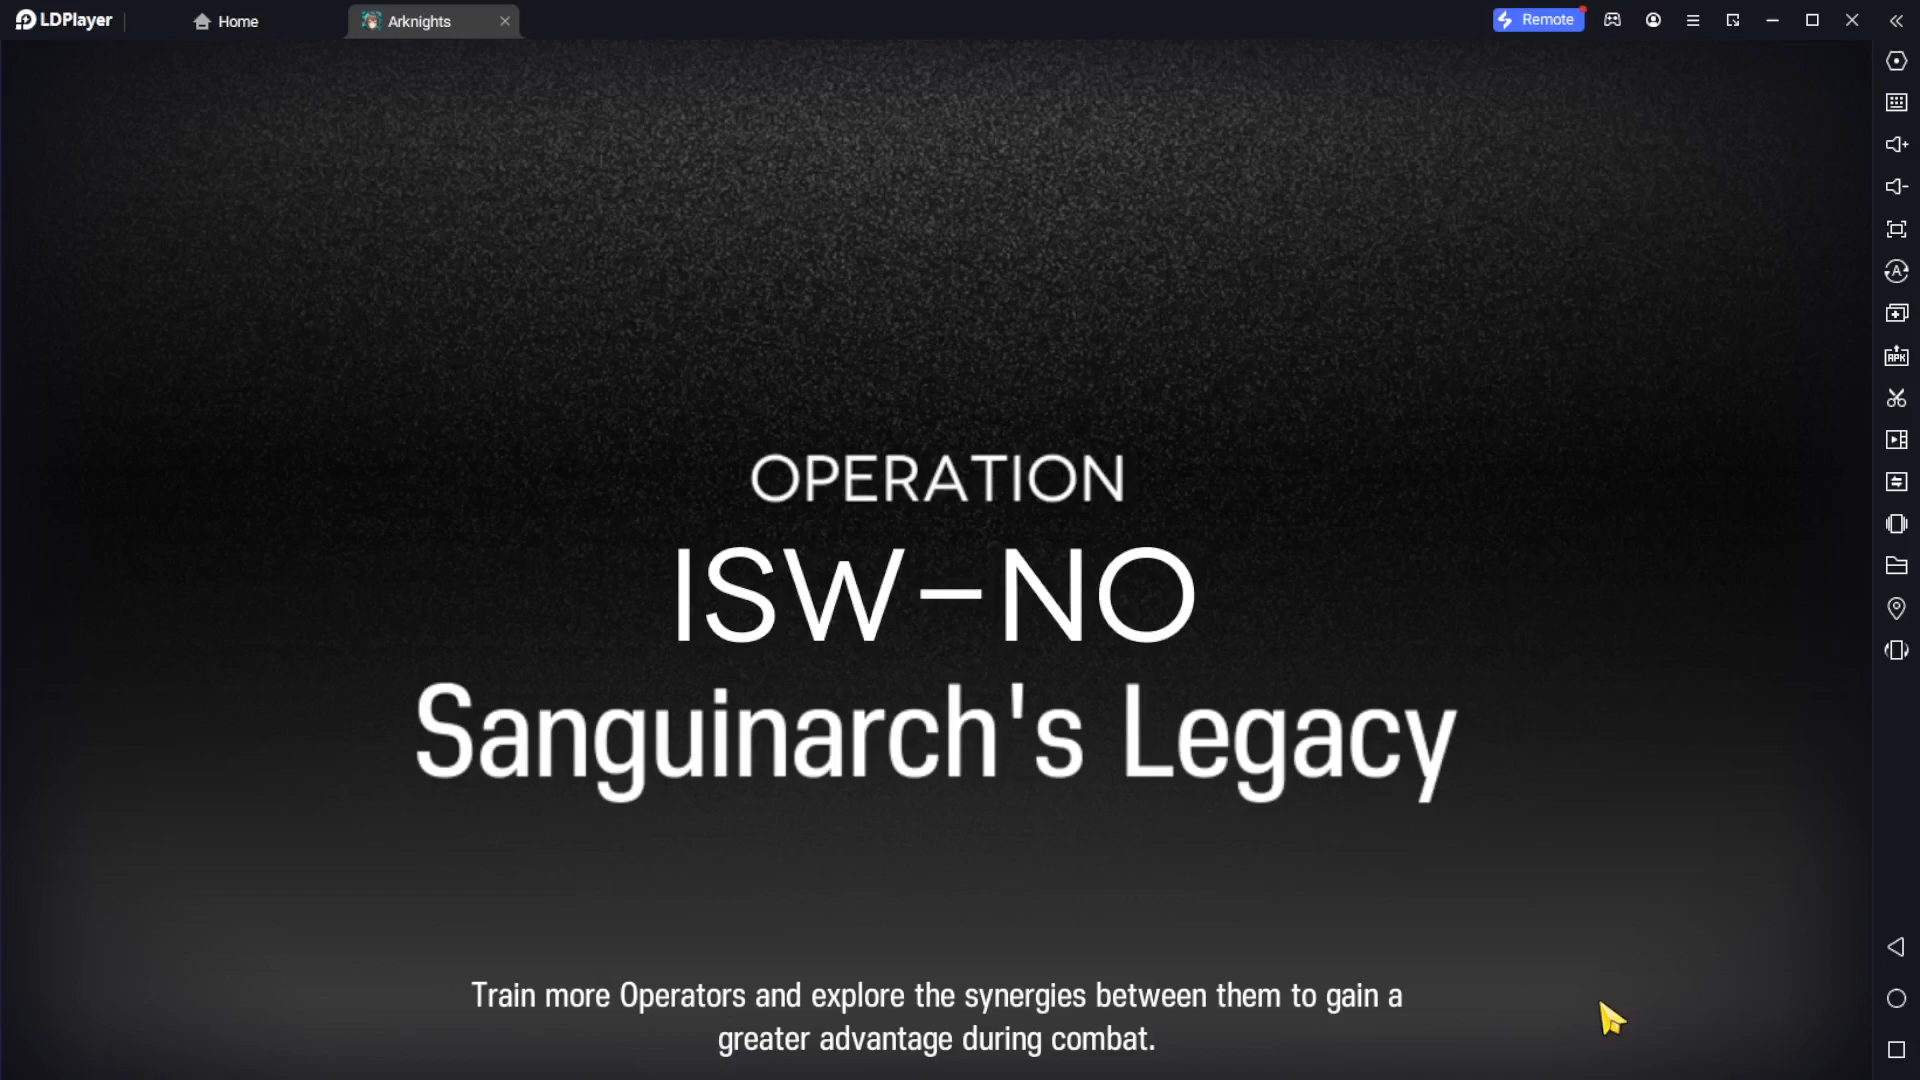 LDPlayer
Home
Arknights
Remote
APK
OPERATION
ISW-NO
Sanguinarch's Legacy
Train more Operators and explore the synergies between them to gain a
greater advantage during combat.